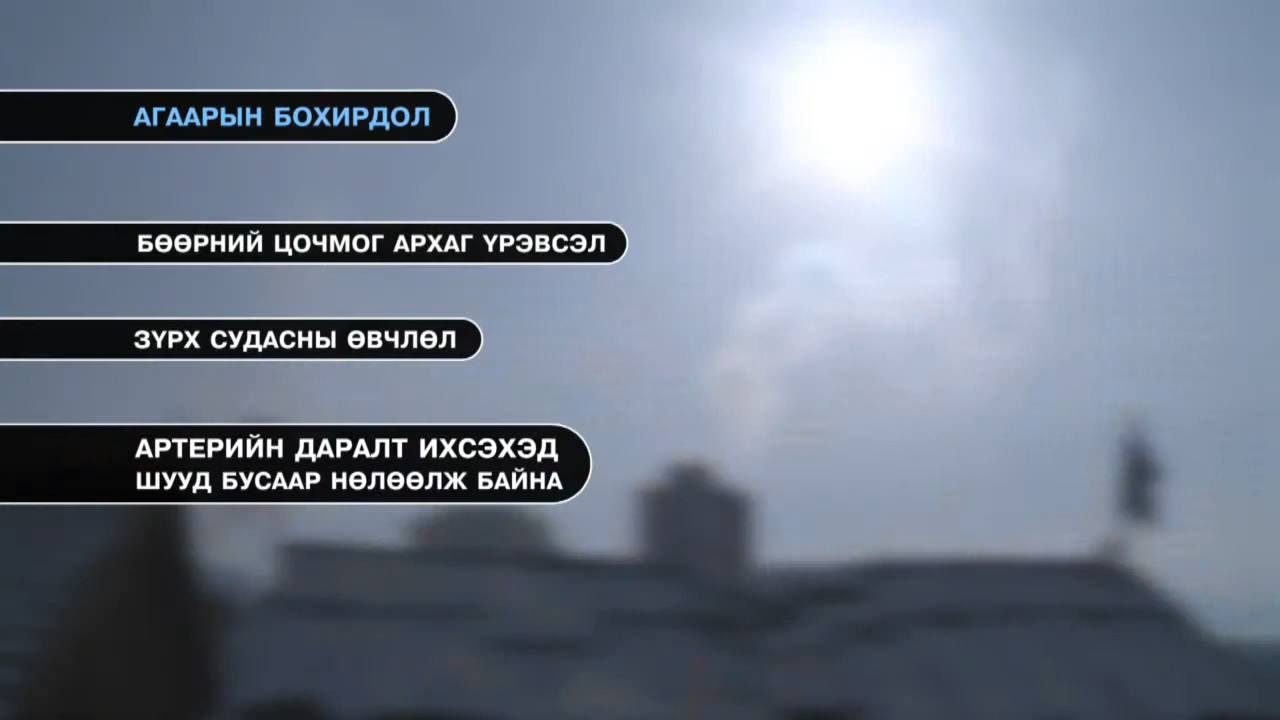 АГААРЫН БОХИРДОЛ
БӨӨРНИЙ ЦОЧМОГ АРХАГ ҮРЭВСЭЛ
ЗҮРХ СУДАСНЫ ӨВЧЛӨЛ
АРТЕРИЙН ДАРАЛТ ИХСЭХЭД
ШУУД БУСААР НӨЛӨӨЛЖ БАЙНА